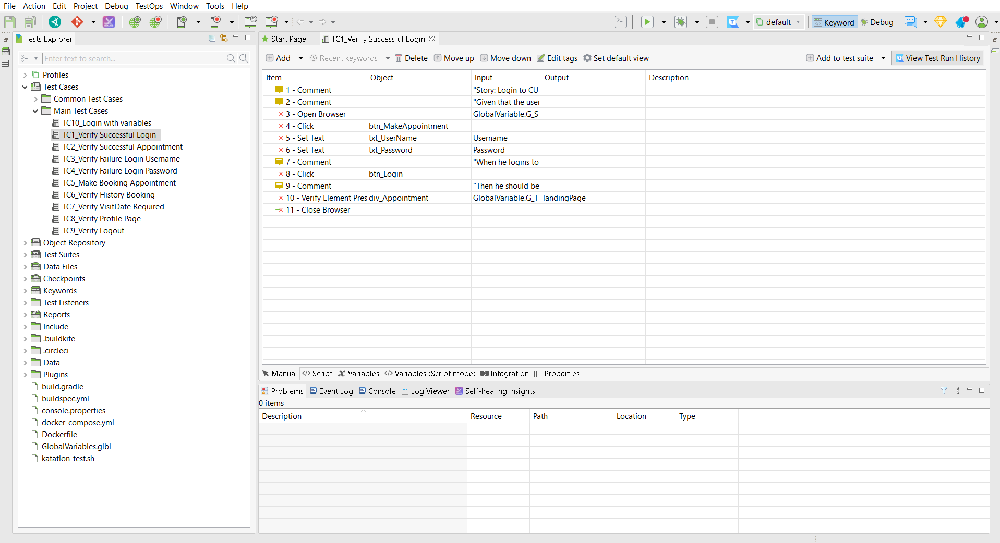 File Action Edit Project Debug TestOps Window Tools Help
default
Keyword
Debug
Tests Explorer
Enter text to search...
Profiles
Test Cases
Common Test Cases
Main Test Cases
TC10_Login with variables
TC1_Verify Successful Login
TC2_Verify Successful Appointment
TC3_Verify Failure Login Username
TC4_Verify Failure Login Password
TC5_Make Booking Appointment
TC6_Verify History Booking
TC7_Verify VisitDate Required
TC8_Verify Profile Page
TC9_Verify Logout
Object Repository
Test Suites
Data Files
Checkpoints
Keywords
Test Listeners
Reports
Include
.buildkite
.circleci
Data
Plugins
build.gradle
buildspec.yml
console.properties
docker-compose.yml
Dockerfile
GlobalVariables.glbl
katatlon-test.sh
Start Page TC1_Verify Successful Login
Add Recent keywords Delete Move up Move down Edit tags Set default view Add to test suite View Test Run History
Item Object Input Output Description
1 - Comment "Story: Login to CU
2 - Comment "Given that the user
3 - Open Browser GlobalVariable.G_Si
4 - Click btn_MakeAppointment
5 - Set Text txt_UserName Username
6 - Set Text txt_Password Password
7 - Comment "When he logins to
8 - Click btn_Login
9 - Comment "Then he should be
10 - Verify Element Pres div_Appointment GlobalVariable.G_Ti landingPage
11 - Close Browser
Manual Script Variables Variables (Script mode) Integration Properties
Problems Event Log Console Log Viewer Self-healing Insights
0 items
Description Resource Path Location Type